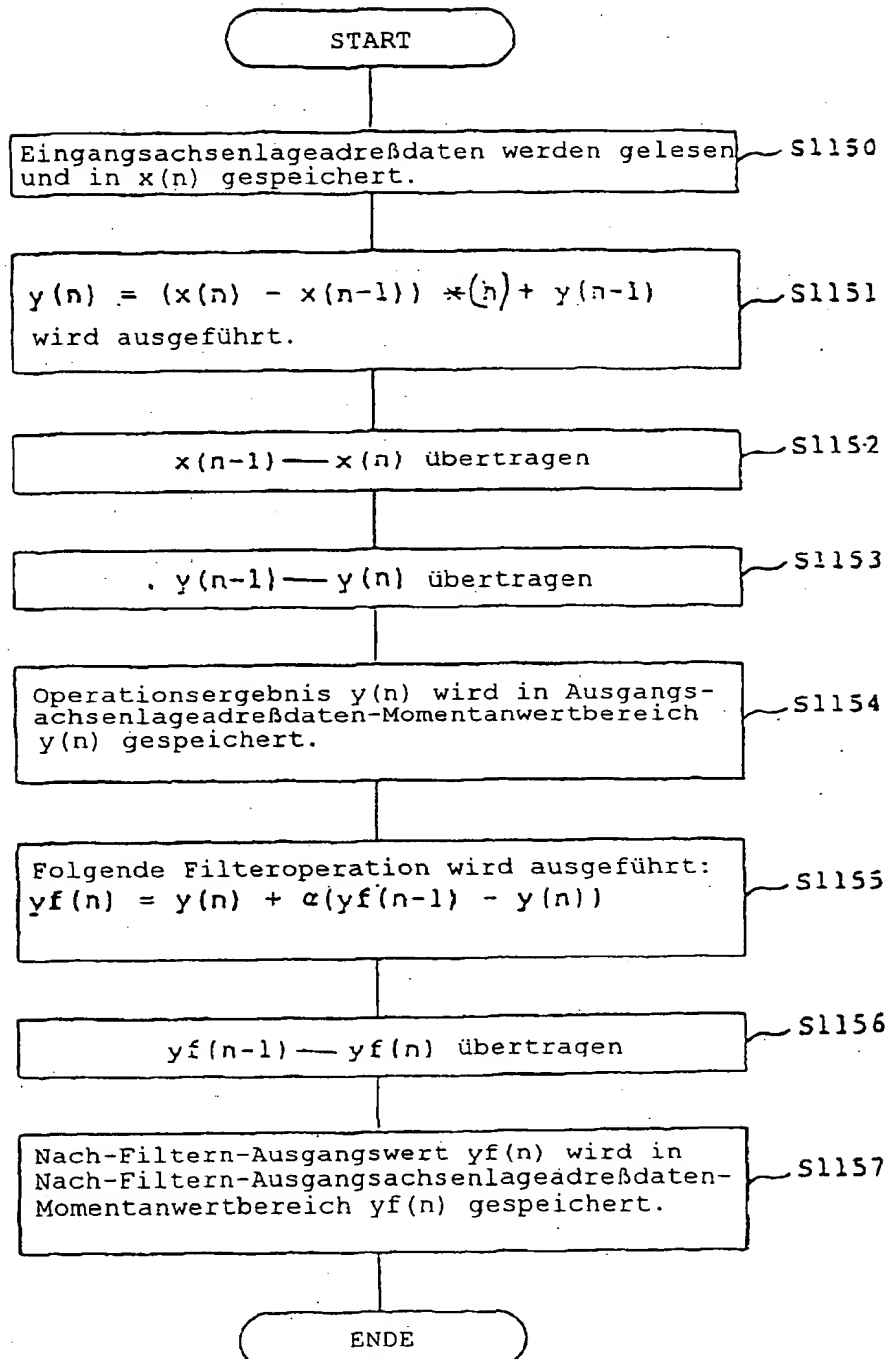 START
Eingangsachsenlageadreßdaten werden gelesen
und in x(n) gespeichert.
S1150
y(n) = (x(n) - x(n-1)) *(n)+ y(n-1)
wird ausgeführt.
S1151
x(n-1) — x(n) übertragen
S1152
y(n-1) — y(n) übertragen
S1153
Operationsergebnis y(n) wird in Ausgangs-
achsenlageadreßdaten-Momentanwertbereich
y(n) gespeichert.
S1154
Folgende Filteroperation wird ausgeführt:
yf(n) = y(n) + α(yf(n-1) - y(n))
S1155
yf(n-1) — yf(n) übertragen
S1156
Nach-Filtern-Ausgangswert yf(n) wird in
Nach-Filtern-Ausgangsachsenlageadreßdaten-
Momentanwertbereich yf(n) gespeichert.
S1157
ENDE